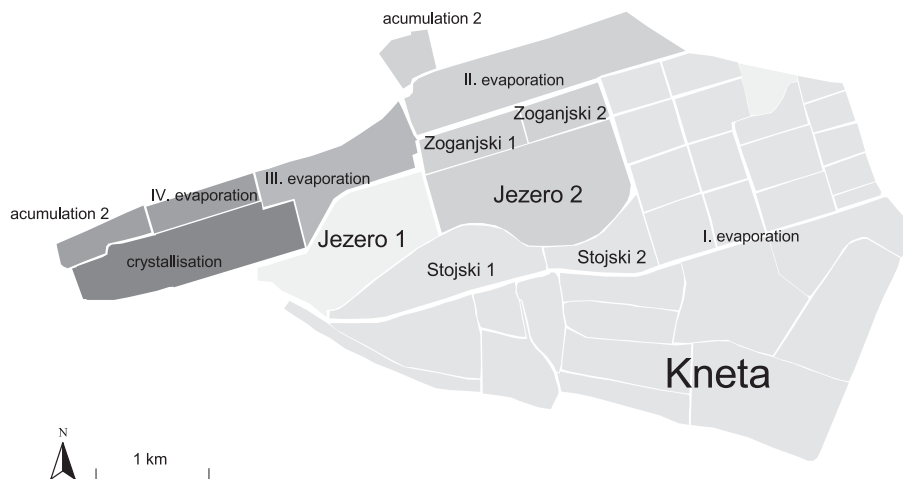 acumulation 2
II. evaporation
Zoganjski 2
Zoganjski 1
III. evaporation
IV. evaporation
Jezero 2
acumulation 2
Jezero 1
I. evaporation
crystallisation
Stojski 2
Stojski 1
Kneta
N
1 km